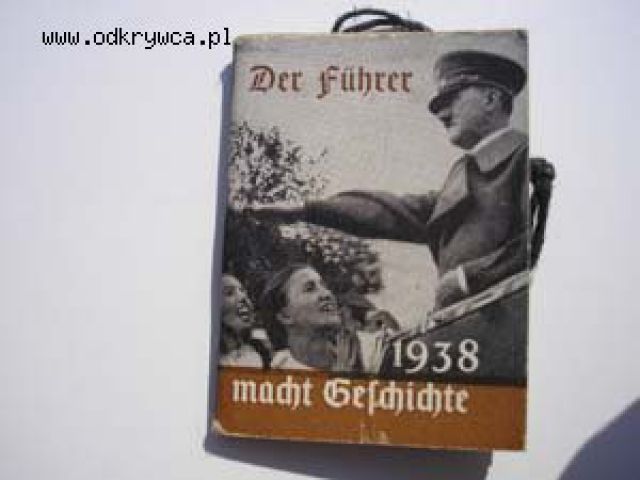 www.odkrywca.pl
Der Führer
1938
macht Geschichte